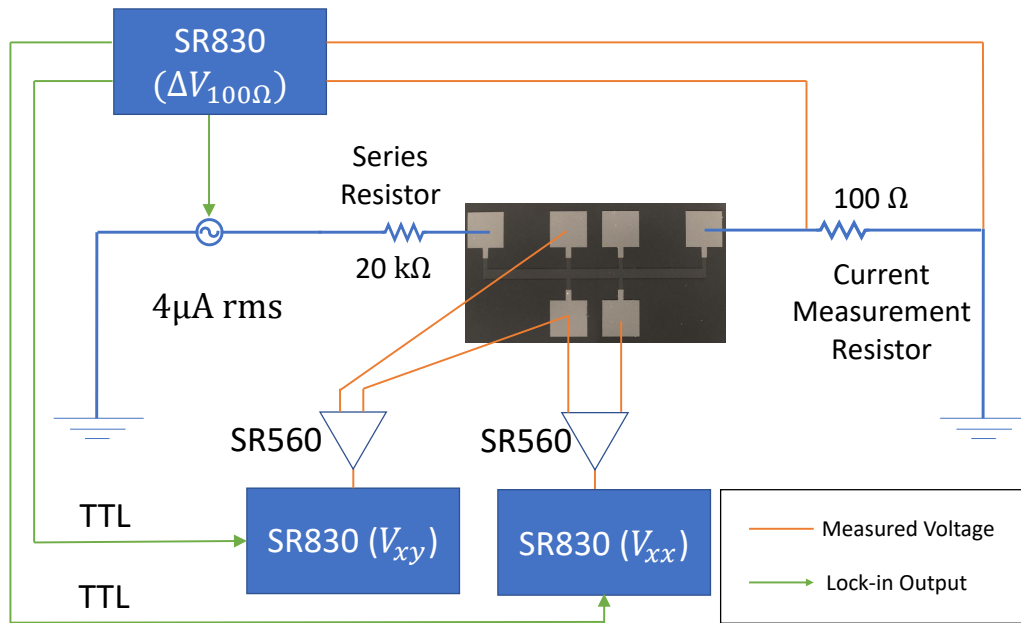 SR830
(ΔV₁₀₀Ω)
Series
Resistor
20 kΩ
4μA rms
100 Ω
Current
Measurement
Resistor
SR560
SR560
TTL
SR830 (Vxy)
SR830 (Vxx)
TTL
Measured Voltage
Lock-in Output